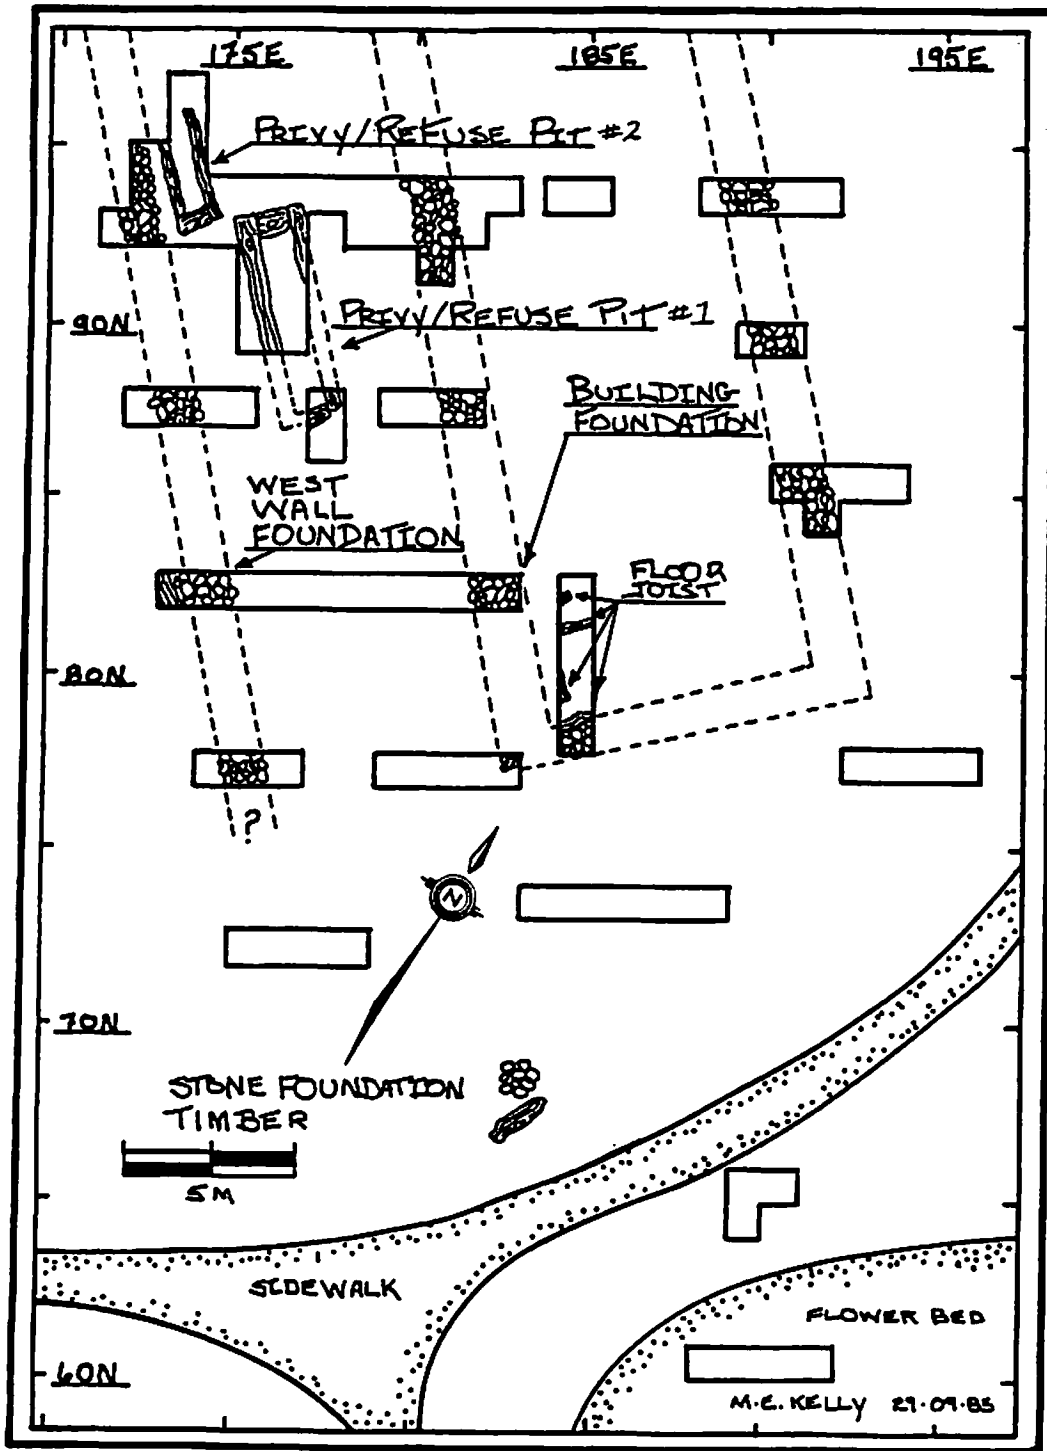 175E
185E
195E
PRIVY/REFUSE PIT #2
90N
PRIVY/REFUSE PIT #1
BUILDING
FOUNDATION
WEST
WALL
FOUNDATION
FLOOR
JOIST
80N
?
N
70N
STONE FOUNDATION
TIMBER
5M
SIDEWALK
FLOWER BED
60N
M.E. KELLY 29.09.85